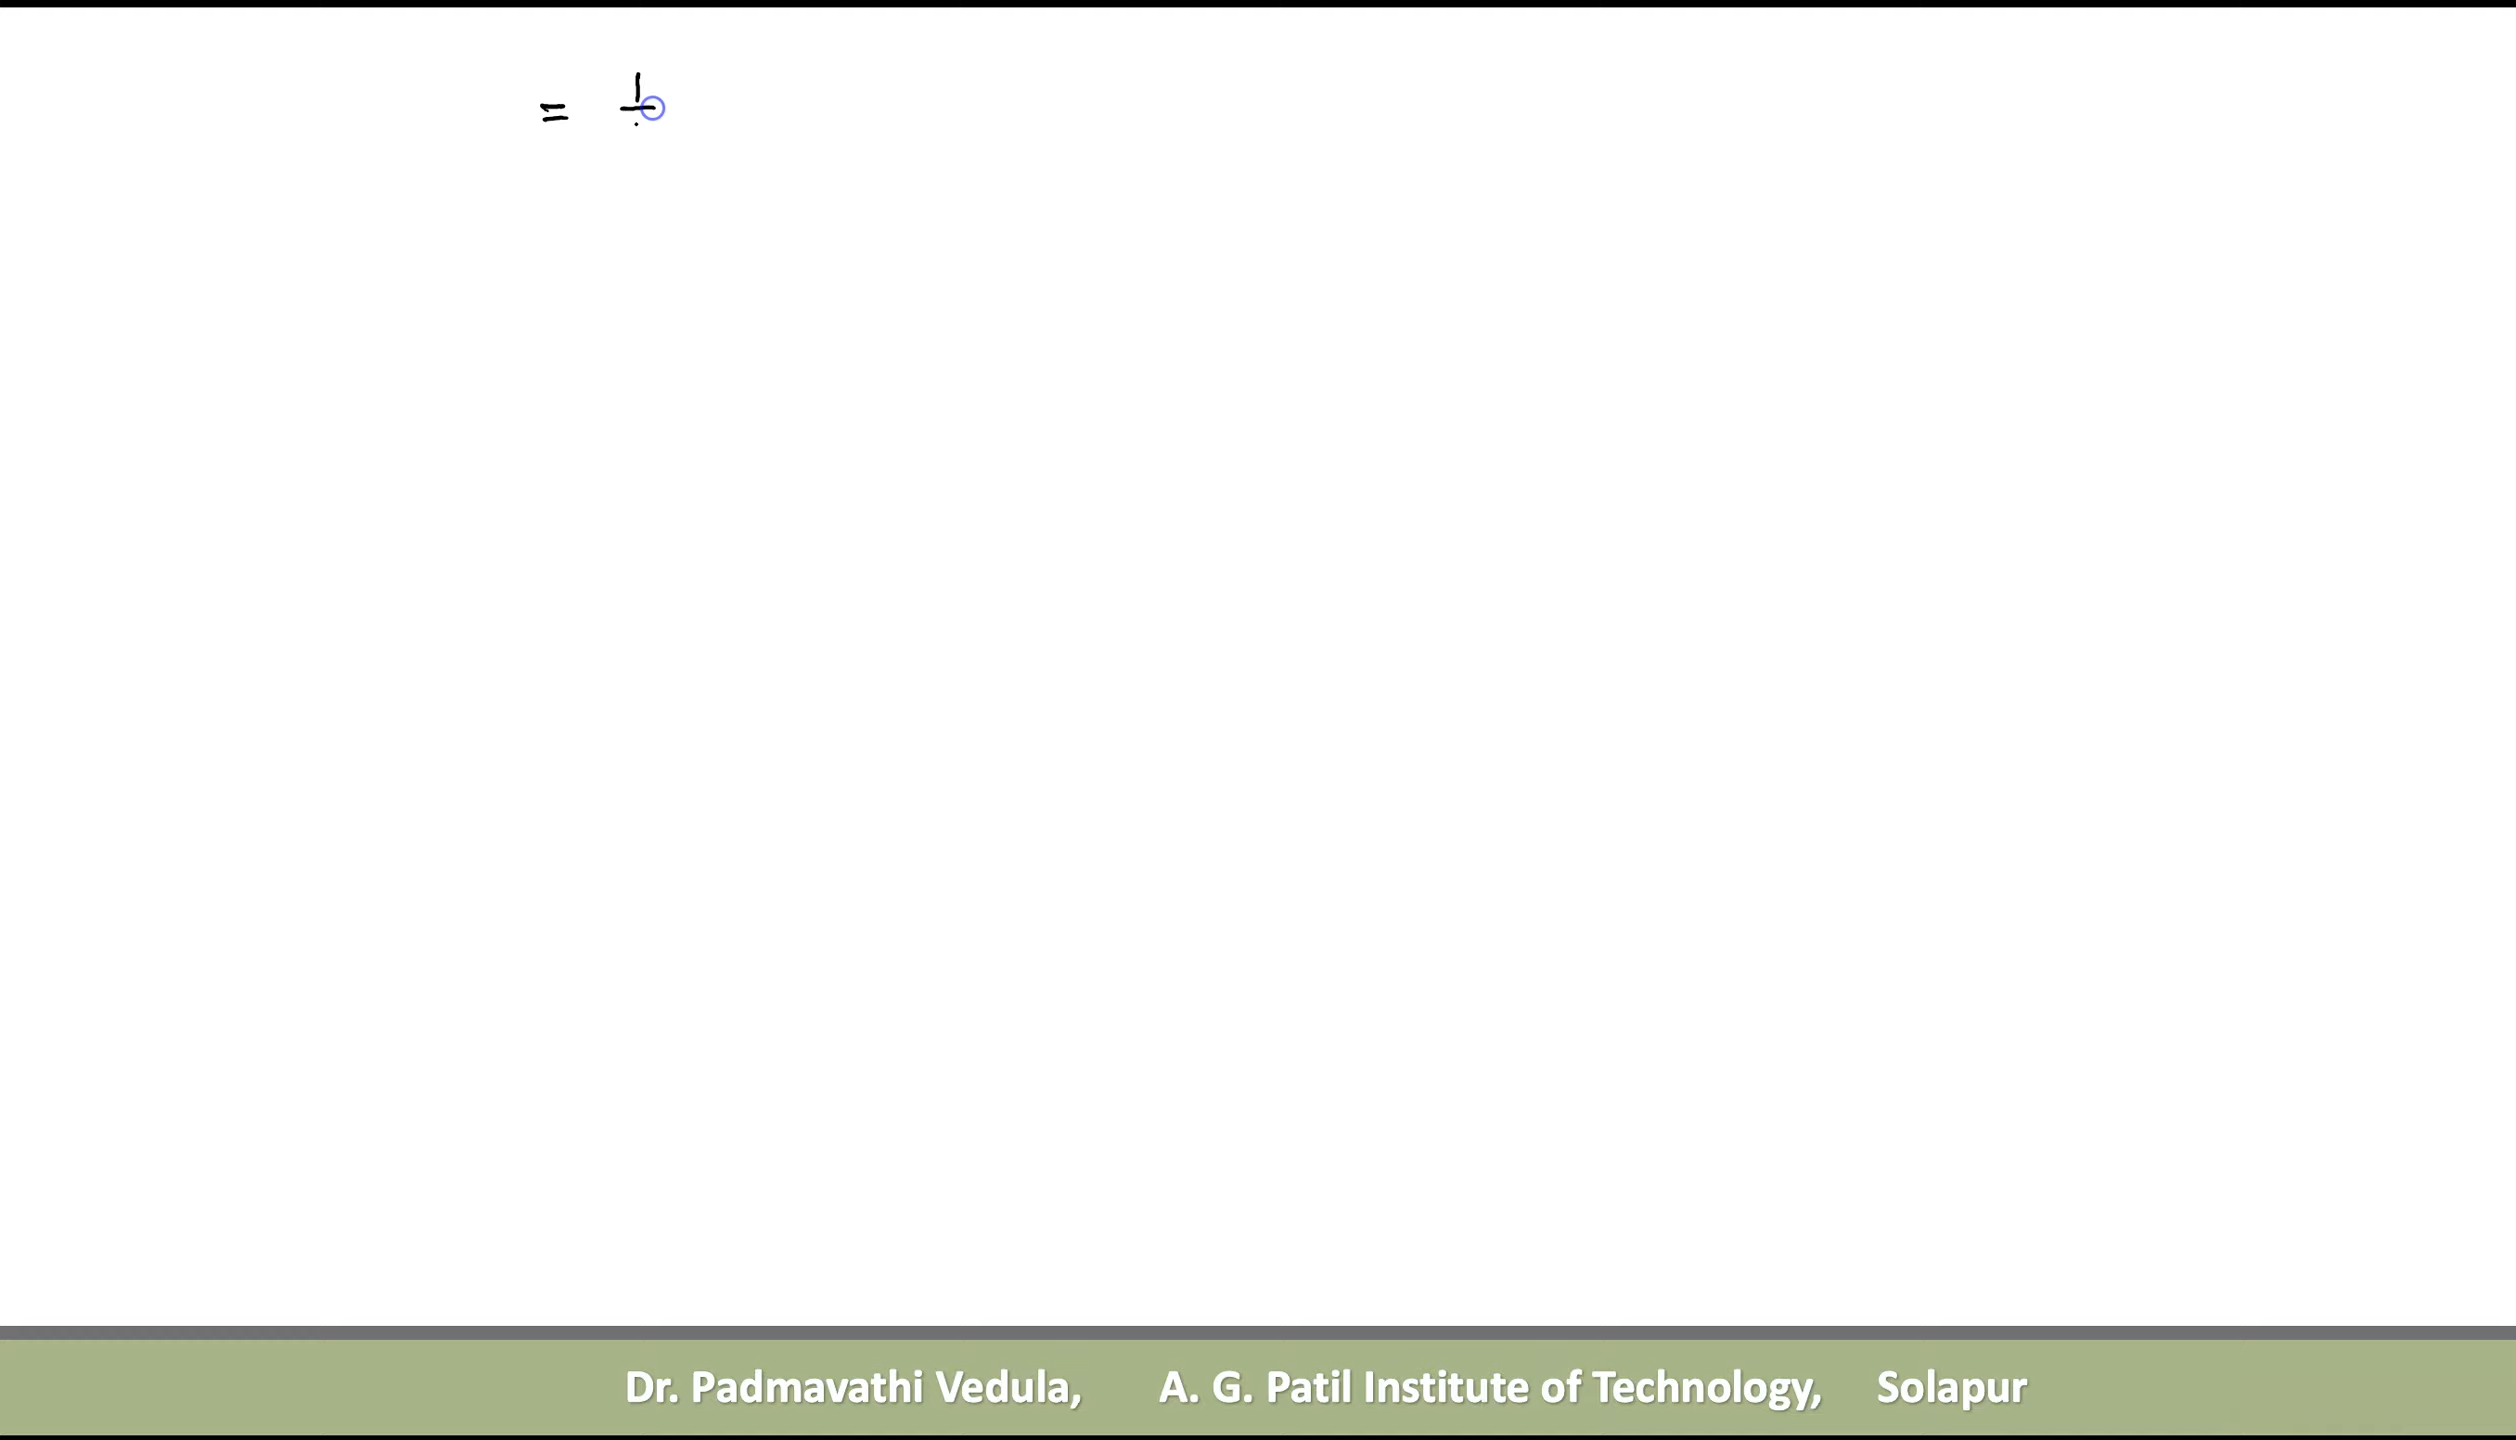 = 1
Dr. Padmavathi Vedula, A. G. Patil Institute of Technology, Solapur